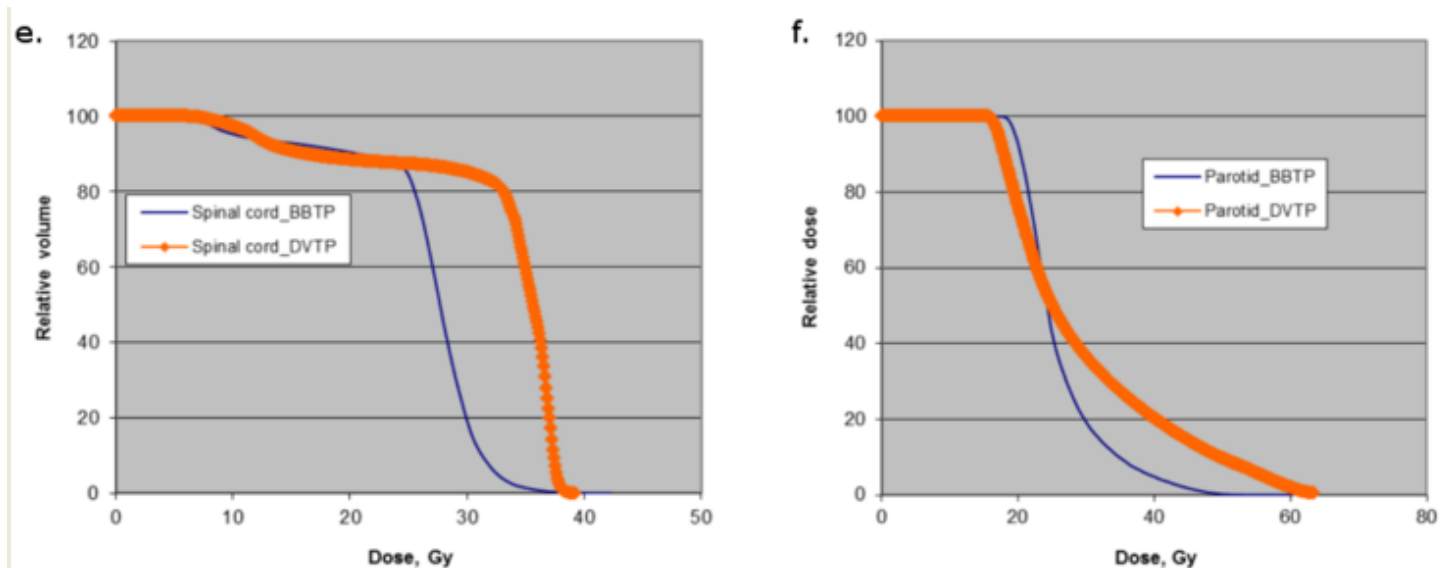 e.
120
100
80
60
40
20
0
Relative volume
Spinal cord_BBTP
Spinal cord_DVTP
0 10 20 30 40 50
Dose, Gy
f.
120
100
80
60
40
20
0
Relative dose
Parotid_BBTP
Parotid_DVTP
0 20 40 60 80
Dose, Gy